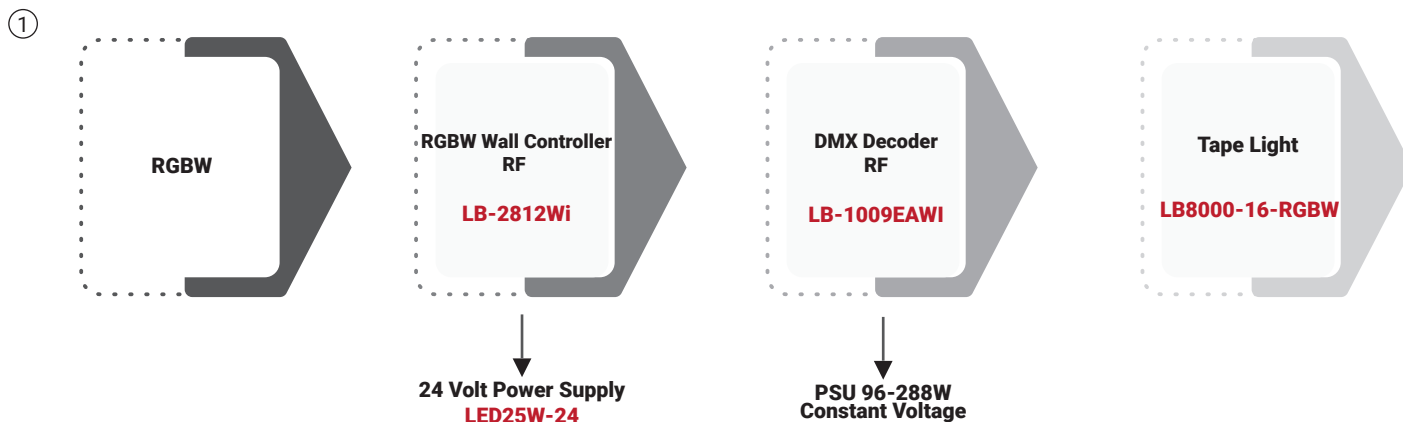 ①
RGBW
RGBW Wall Controller
RF
LB-2812Wi
24 Volt Power Supply
LED25W-24
DMX Decoder
RF
LB-1009EAWI
PSU 96-288W
Constant Voltage
Tape Light
LB8000-16-RGBW